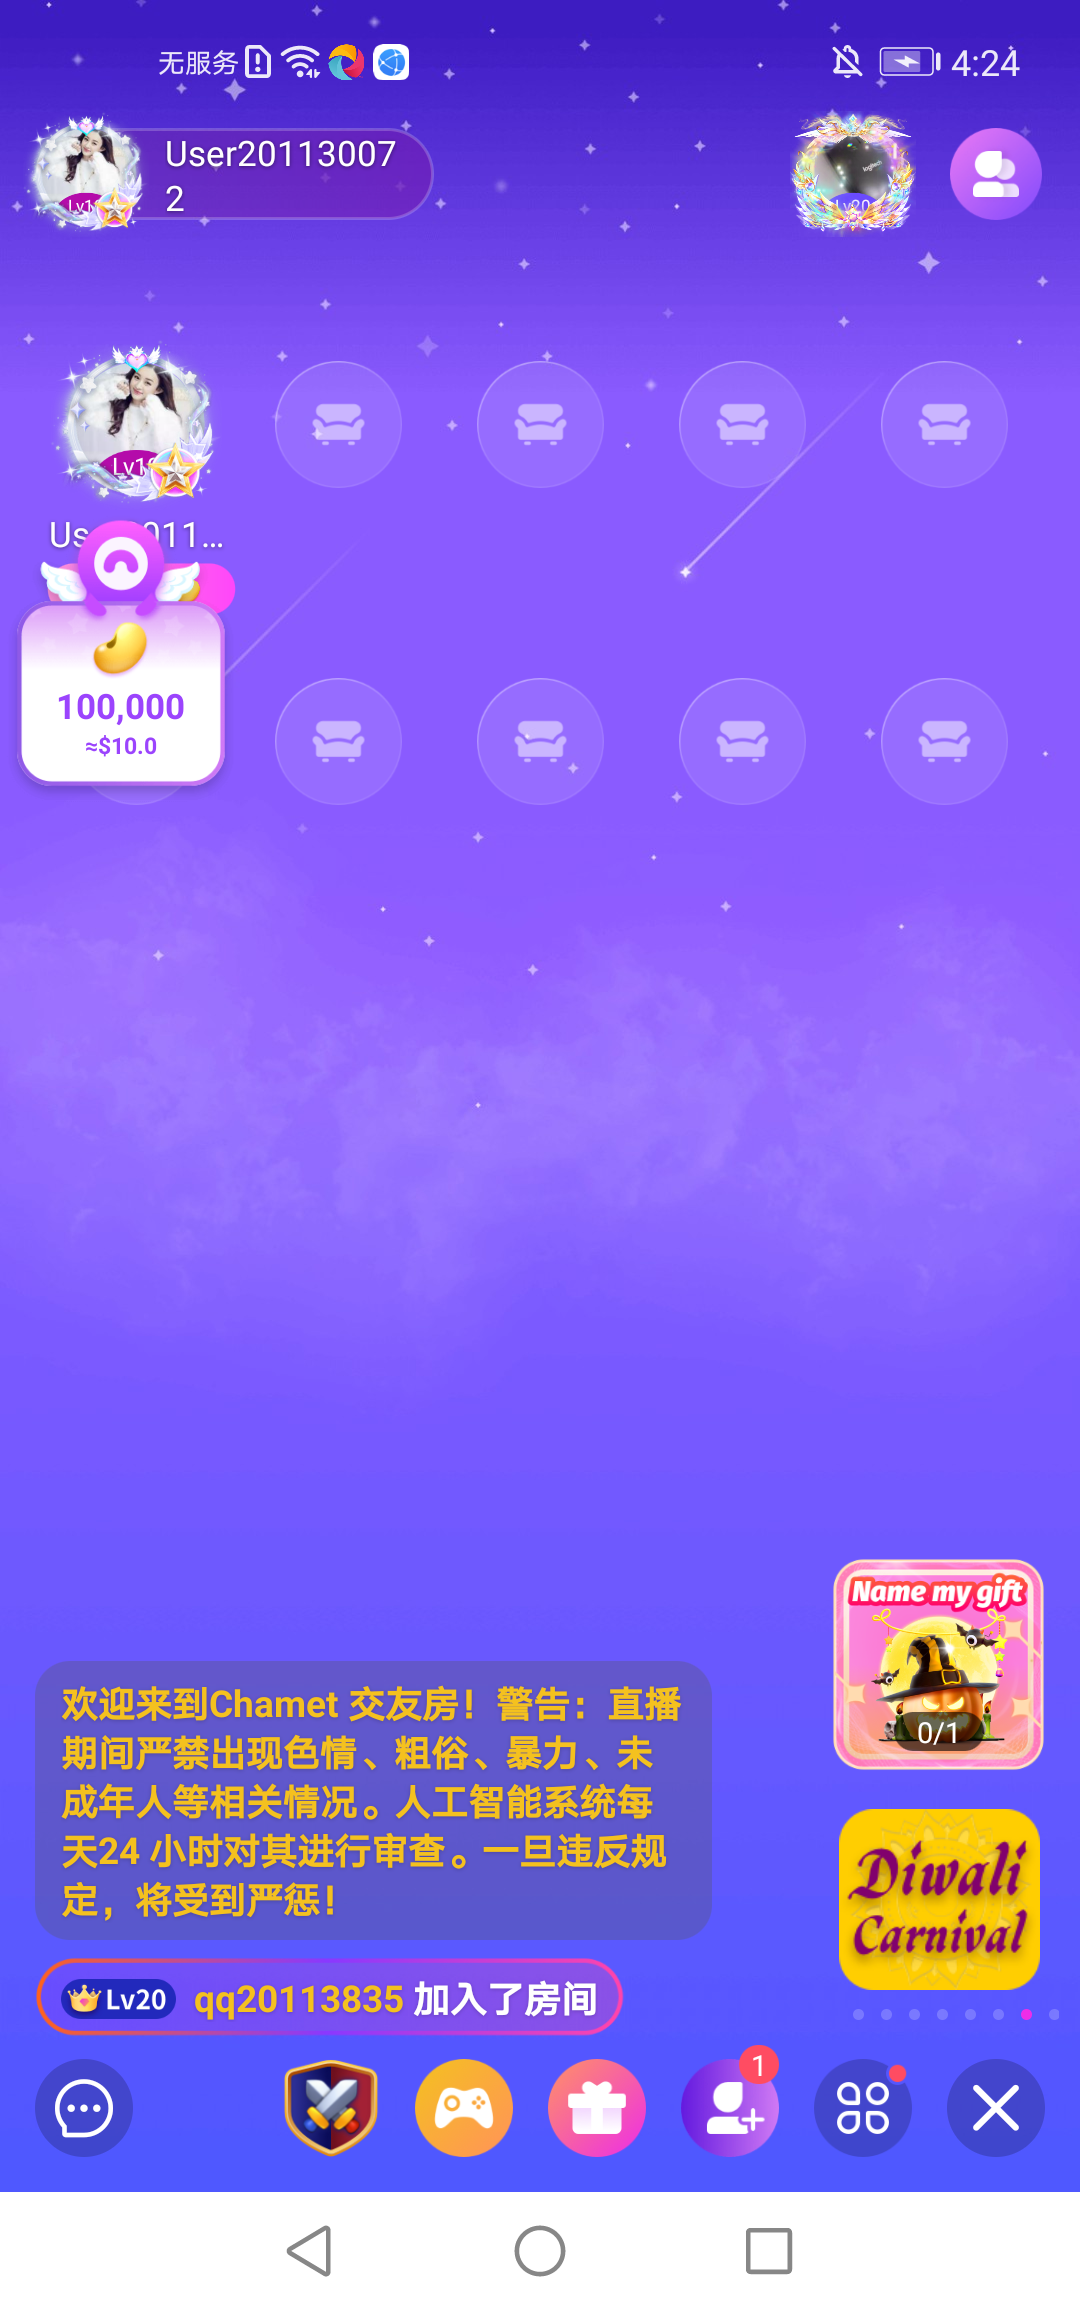 无服务
4:24
User20113007
2
Lv20
Lv1
100,000
≈$10.0
Name my gift
0/1
欢迎来到Chamet 交友房！警告：直播
期间严禁出现色情、粗俗、暴力、未
成年人等相关情况。人工智能系统每
天24 小时对其进行审查。一旦违反规
定，将受到严惩！
Diwali
Carnival
Lv20 qq20113835 加入了房间
1